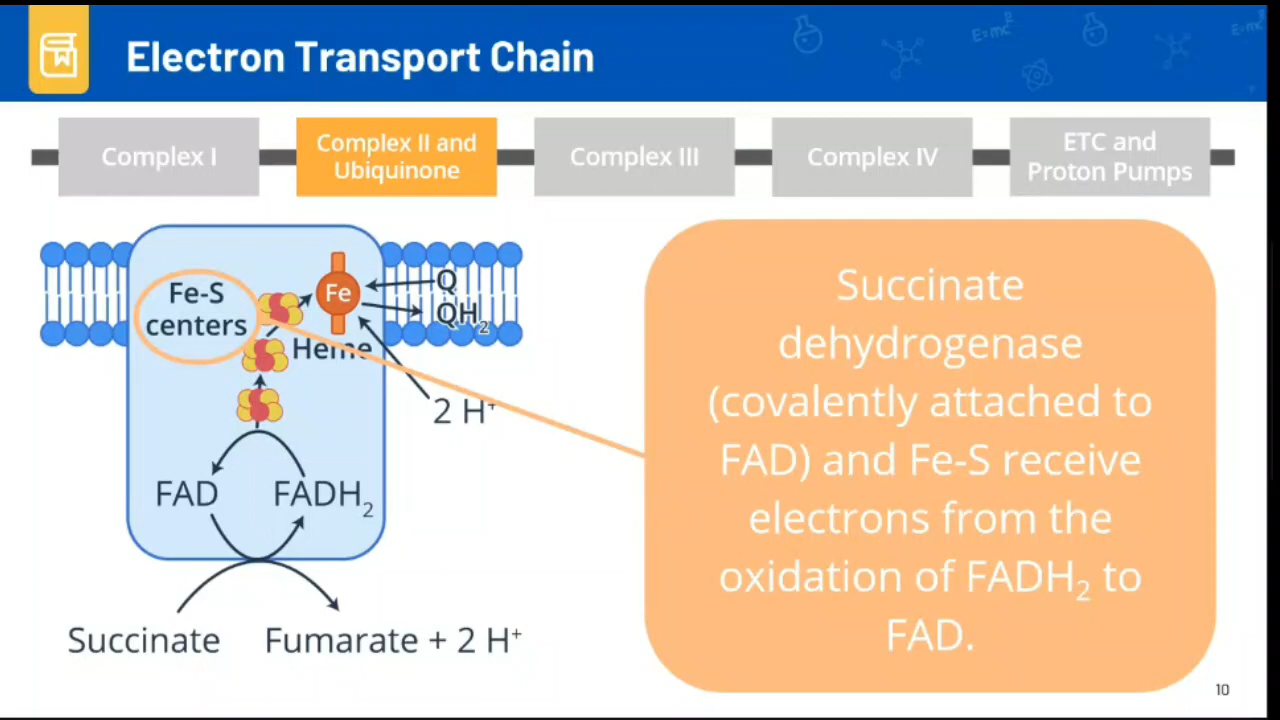 Electron Transport Chain
E=mc²
E=mc
Complex I
Complex II and
Ubiquinone
Complex III
Complex IV
ETC and
Proton Pumps
Fe-S
centers
Fe
Q
QH₂
Heme
2 H⁺
FAD
FADH₂
Succinate
Fumarate + 2 H⁺
Succinate
dehydrogenase
(covalently attached to
FAD) and Fe-S receive
electrons from the
oxidation of FADH₂ to
FAD.
10